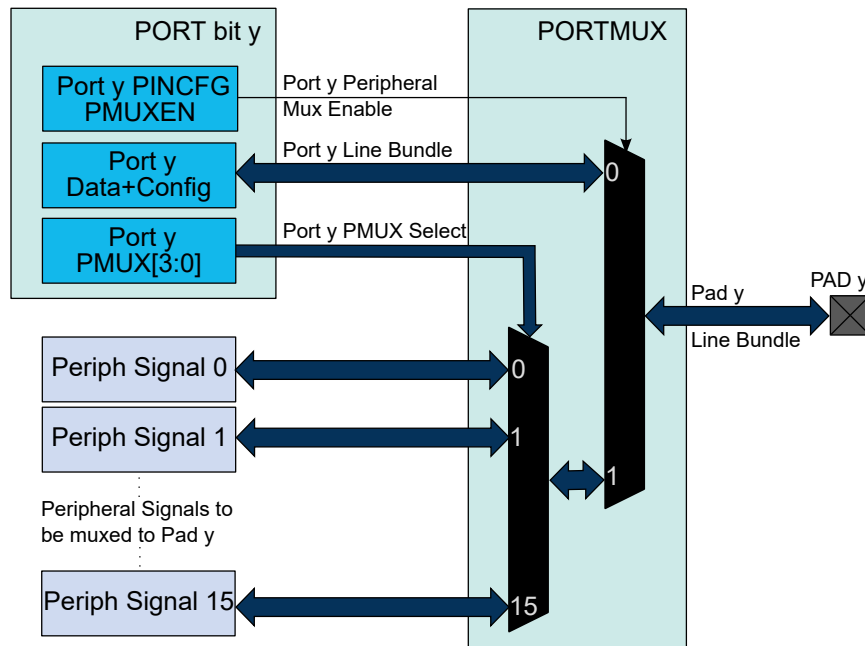 PORT bit y
PORTMUX
Port y PINCFG
PMUXEN
Port y Peripheral
Mux Enable
Port y
Data+Config
Port y Line Bundle
0
Port y
PMUX[3:0]
Port y PMUX Select
Pad y
Line Bundle
PAD y
Periph Signal 0
0
Periph Signal 1
1
1
Peripheral Signals to
be muxed to Pad y
Periph Signal 15
15